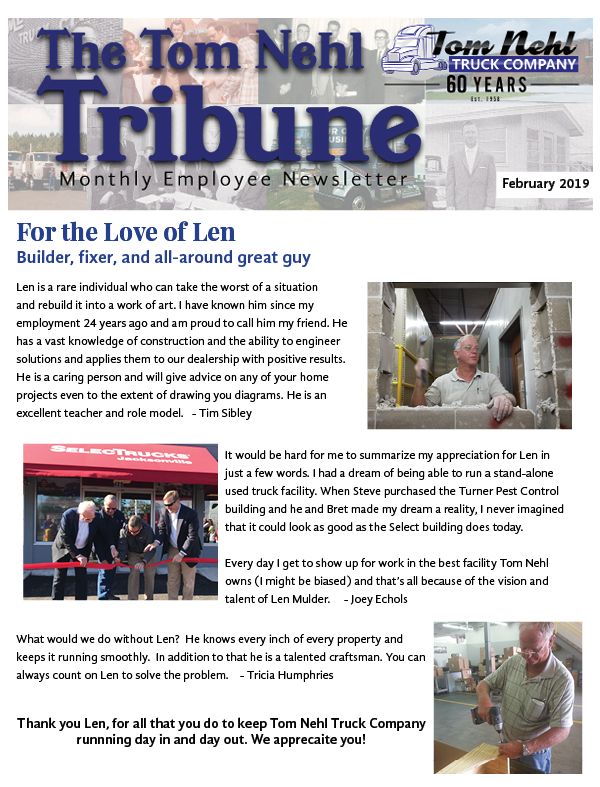 The Tom Nehl
Tribune
Monthly Employee Newsletter
Tom Nehl
TRUCK COMPANY
60 YEARS
Est. 1958
February 2019
For the Love of Len
Builder, fixer, and all-around great guy
Len is a rare individual who can take the worst of a situation
and rebuild it into a work of art. I have known him since my
employment 24 years ago and am proud to call him my friend. He
has a vast knowledge of construction and the ability to engineer
solutions and applies them to our dealership with positive results.
He is a caring person and will give advice on any of your home
projects even to the extent of drawing you diagrams. He is an
excellent teacher and role model. - Tim Sibley
SELECTRUCKS
Jacksonville
It would be hard for me to summarize my appreciation for Len in
just a few words. I had a dream of being able to run a stand-alone
used truck facility. When Steve purchased the Turner Pest Control
building and he and Bret made my dream a reality, I never imagined
that it could look as good as the Select building does today.
Every day I get to show up for work in the best facility Tom Nehl
owns (I might be biased) and that's all because of the vision and
talent of Len Mulder. - Joey Echols
What would we do without Len? He knows every inch of every property and
keeps it running smoothly. In addition to that he is a talented craftsman. You can
always count on Len to solve the problem. - Tricia Humphries
Thank you Len, for all that you do to keep Tom Nehl Truck Company
runnning day in and day out. We apprecaite you!